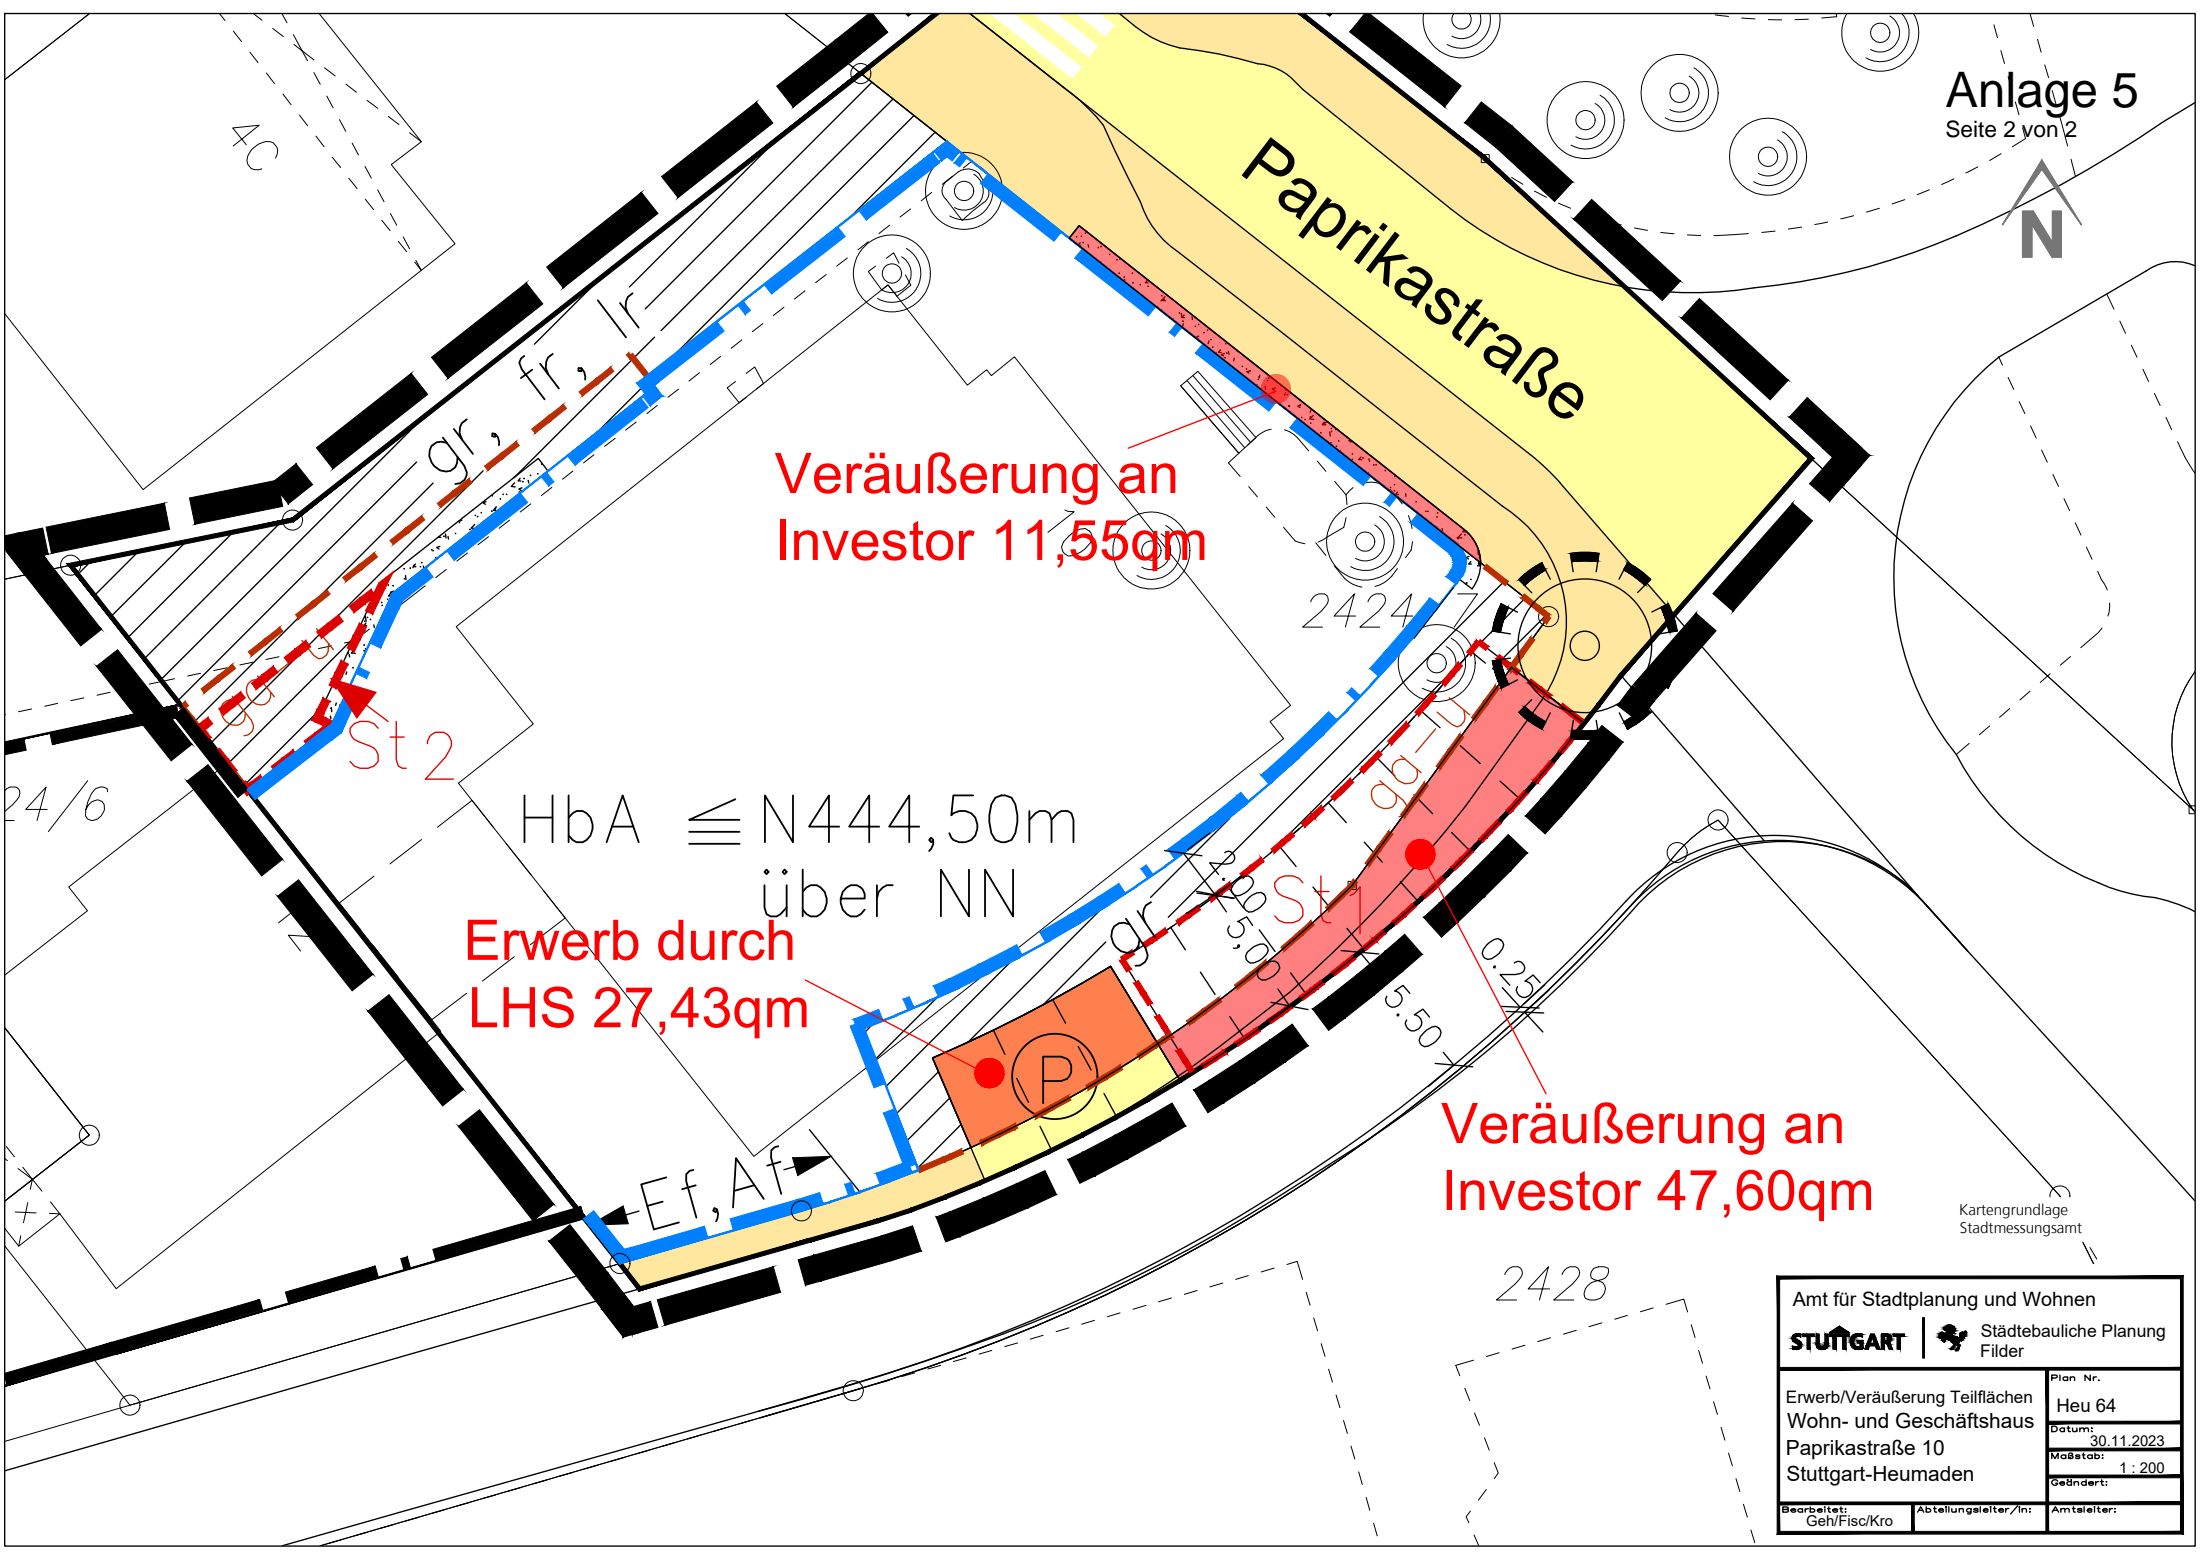 Anlage 5
Seite 2 von 2
N
4C
Paprikastraße
gr, fr, lr
Veräußerung an
Investor 11,55qm
2424/7
ga-u
St 2
ga-u
24/6
HbA ≦ N444,50m
über NN
2.00
St 1
gr
5,00
Erwerb durch
LHS 27,43qm
0.25
5.50
P
Veräußerung an
Investor 47,60qm
Ef, Af
2428
Kartengrundlage
Stadtmessungsamt
Amt für Stadtplanung und Wohnen
STUTTGART
Städtebauliche Planung
Filder
Erwerb/Veräußerung Teilflächen
Wohn- und Geschäftshaus
Paprikastraße 10
Stuttgart-Heumaden
Plan Nr.
Heu 64
Datum:
30.11.2023
Maßstab:
1 : 200
Geändert:
Bearbeitet:
Geh/Fisc/Kro
Abteilungsleiter/in:
Amtsleiter: